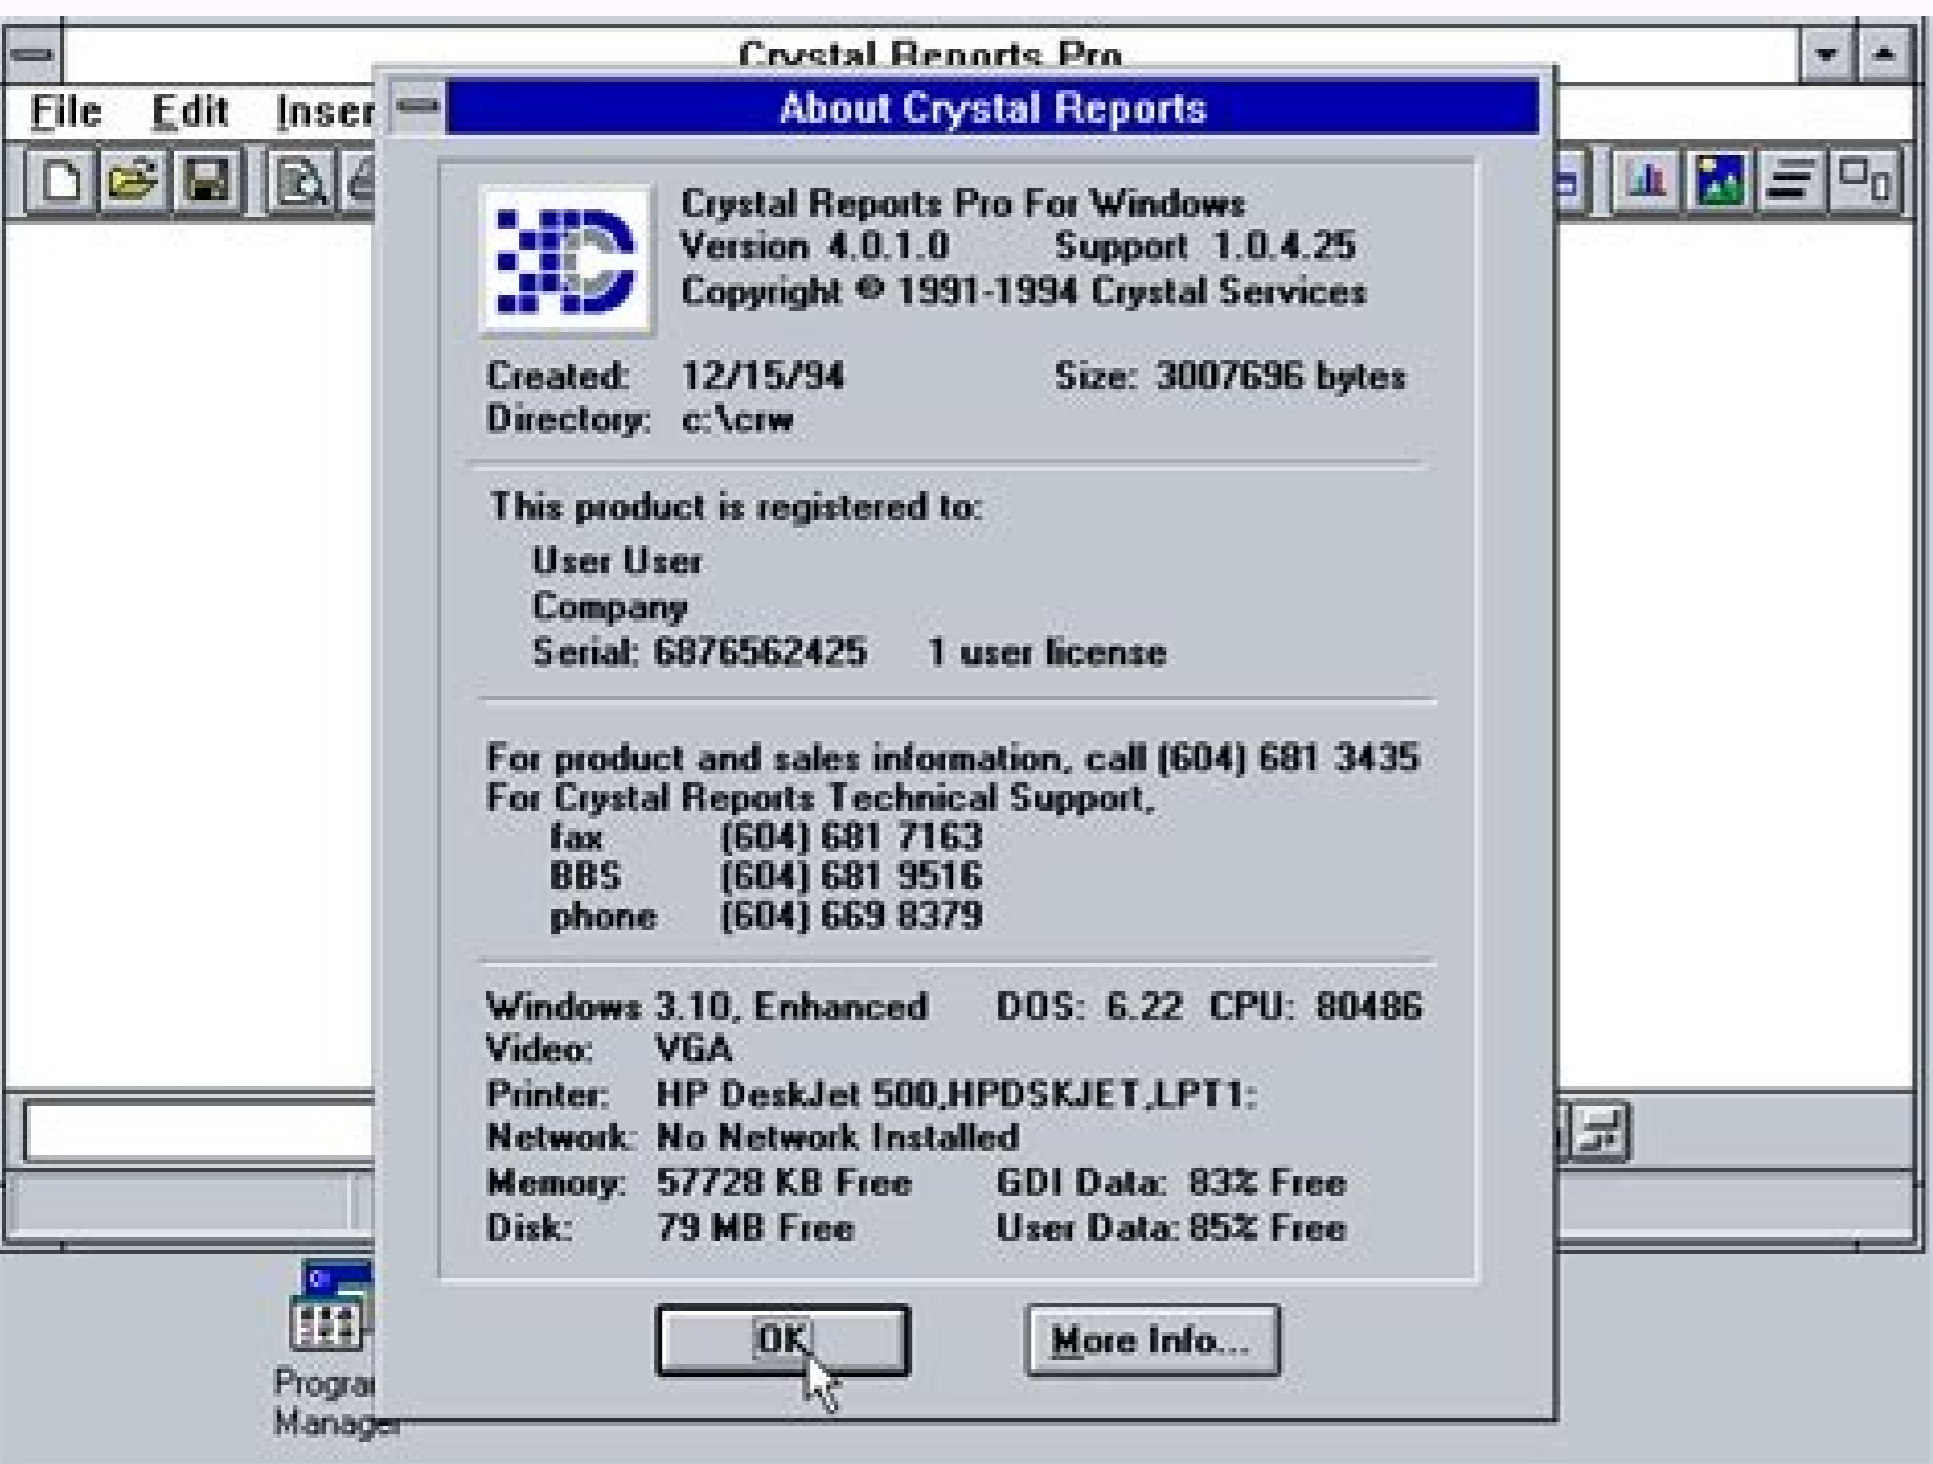 Crystal Reports Pro
File Edit Inser
About Crystal Reports
Crystal Reports Pro For Windows
Version 4.0.1.0 Support 1.0.4.25
Copyright © 1991-1994 Crystal Services
Created: 12/15/94 Size: 3007696 bytes
Directory: c:\crw
This product is registered to:
User User
Company
Serial: 6876562425 1 user license
For product and sales information, call (604) 681 3435
For Crystal Reports Technical Support,
fax (604) 681 7163
BBS (604) 681 9516
phone (604) 669 8379
Windows 3.10, Enhanced DOS: 6.22 CPU: 80486
Video: VGA
Printer: HP DeskJet 500,HPDSKJET,LPT1:
Network: No Network Installed
Memory: 57728 KB Free GDI Data: 83% Free
Disk: 79 MB Free User Data: 85% Free
OK More Info...
Progra
Manager